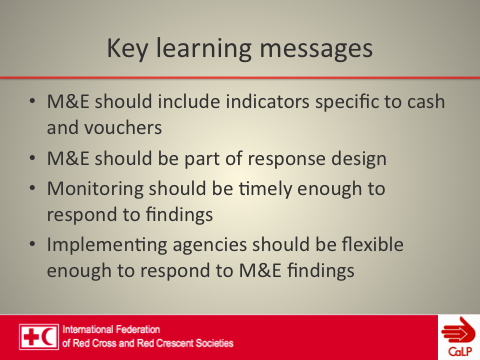 Key learning messages
• M&E should include indicators specific to cash
and vouchers
• M&E should be part of response design
• Monitoring should be timely enough to
respond to findings
• Implementing agencies should be flexible
enough to respond to M&E findings
International Federation
of Red Cross and Red Crescent Societies
CaLP